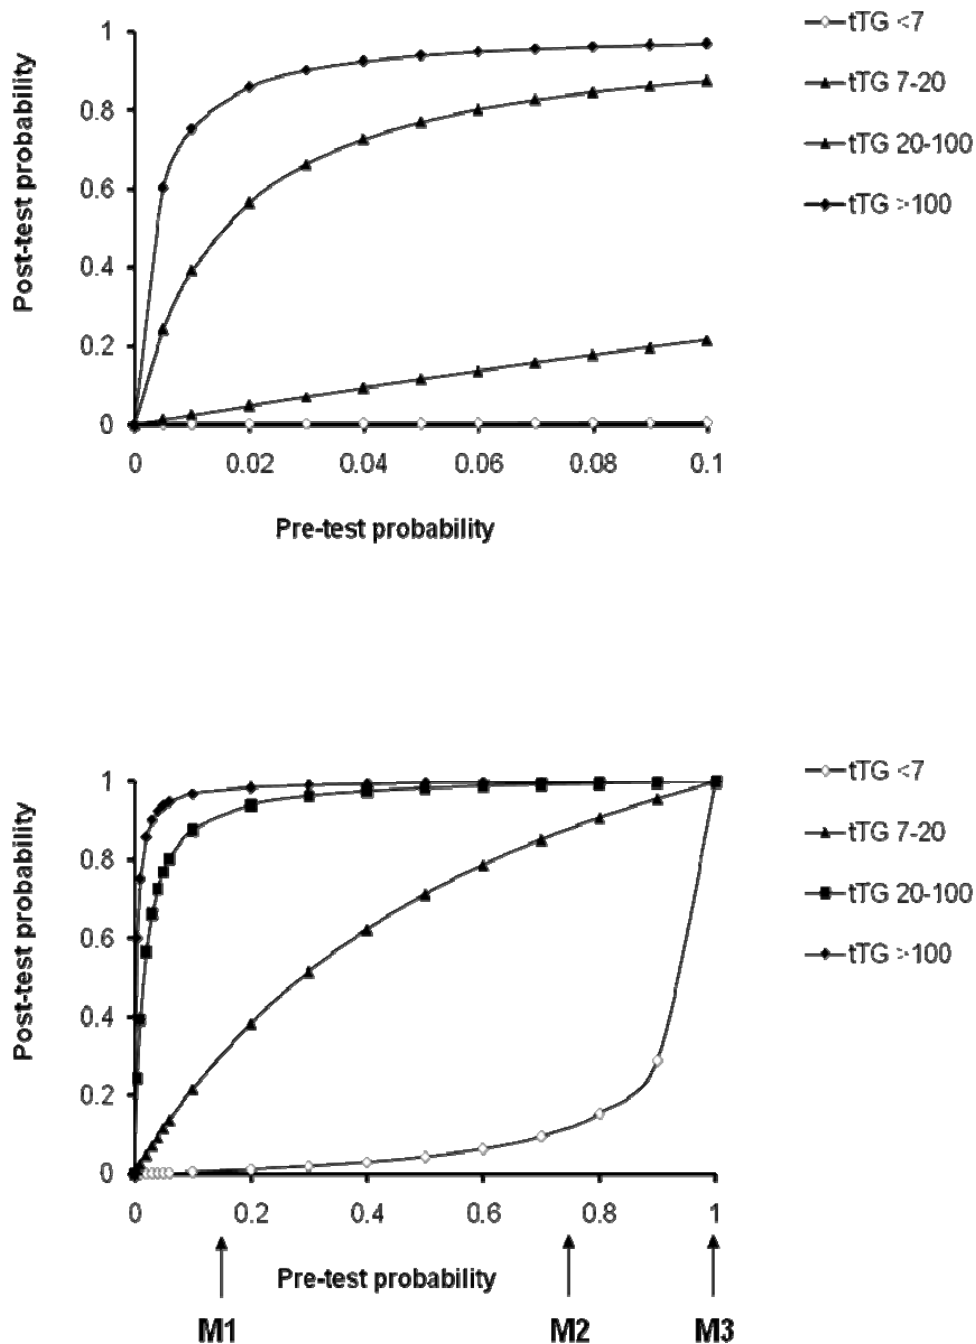 1
0.8
0.6
0.4
0.2
0
Post-test probability
0 0.02 0.04 0.06 0.08 0.1
Pre-test probability
tTG <7
tTG 7-20
tTG 20-100
tTG >100
1
0.8
0.6
0.4
0.2
0
Post-test probability
0 0.2 0.4 0.6 0.8 1
Pre-test probability
M1 M2 M3
tTG <7
tTG 7-20
tTG 20-100
tTG >100